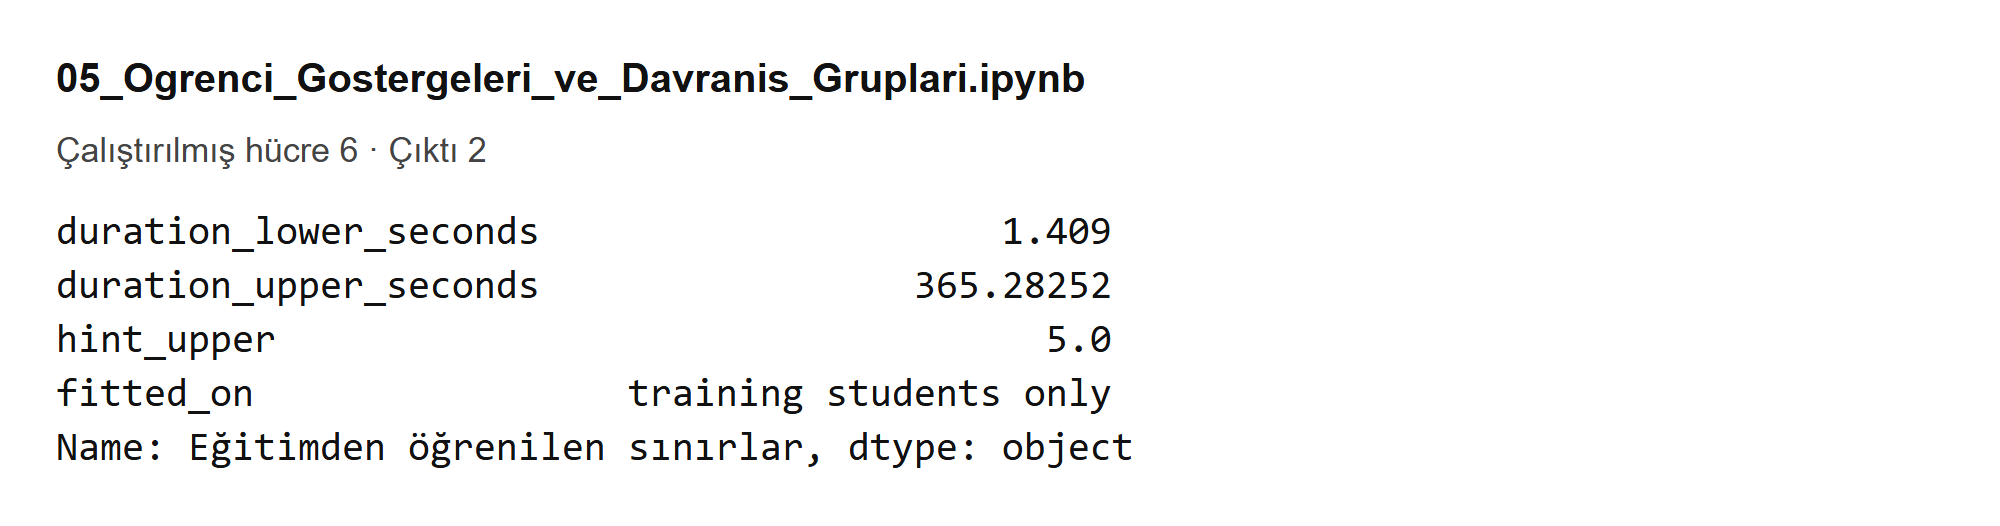 05_Ogrenci_Gostergeleri_ve_Davranis_Gruplari.ipynb
Çalıştırılmış hücre 6 · Çıktı 2
duration_lower_seconds 1.409
duration_upper_seconds 365.28252
hint_upper 5.0
fitted_on training students only
Name: Eğitimden öğrenilen sınırlar, dtype: object